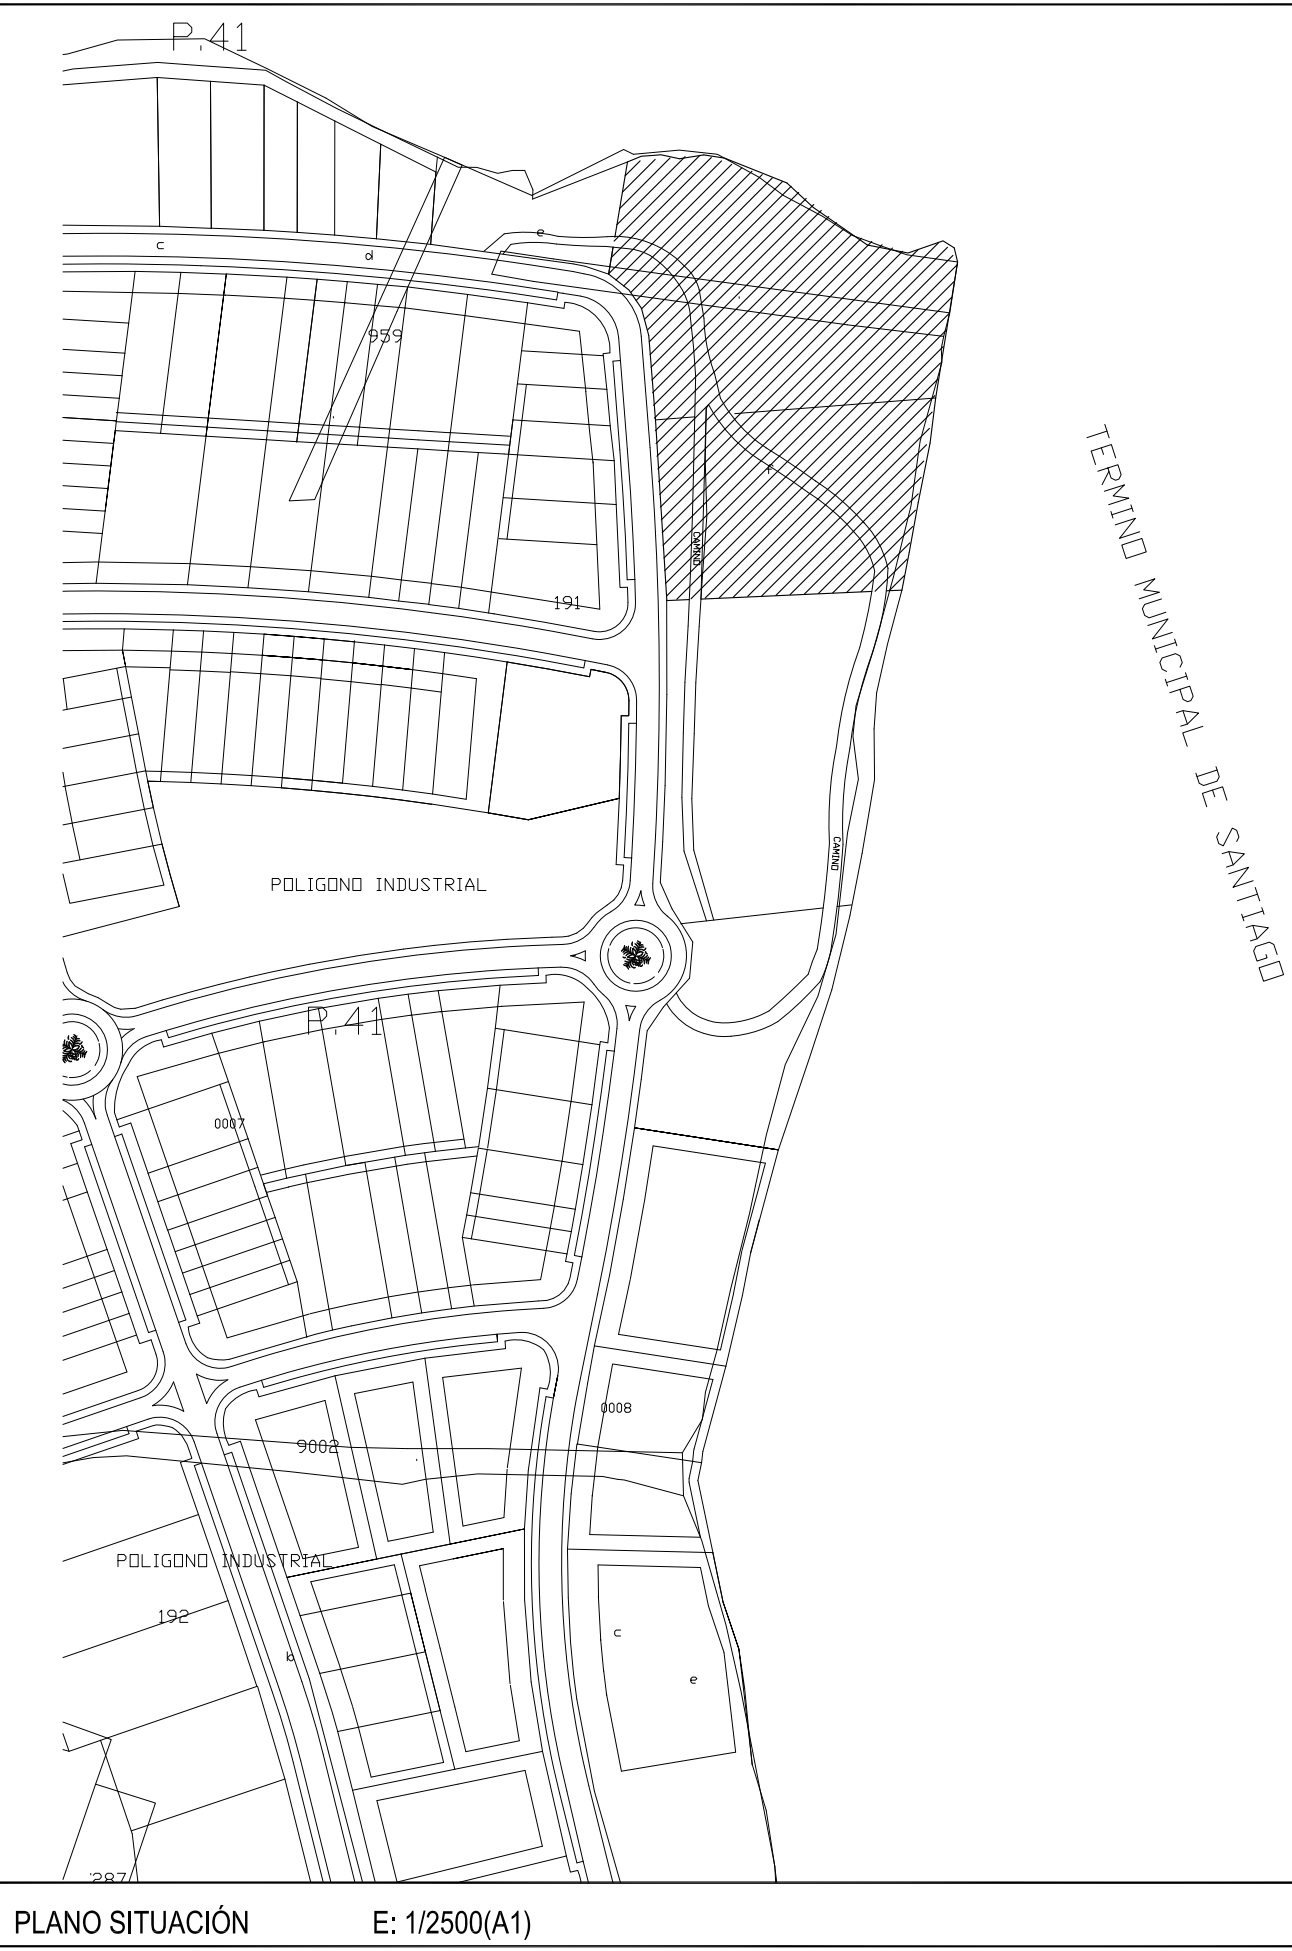 P.41
e
c
d
959
f
CAMINO
191
TERMINO MUNICIPAL DE SANTIAGO
CAMINO
POLIGONO INDUSTRIAL
P.41
0007
0008
9002
POLIGONO INDUSTRIAL
192
c
b
e
287
PLANO SITUACIÓN E: 1/2500(A1)